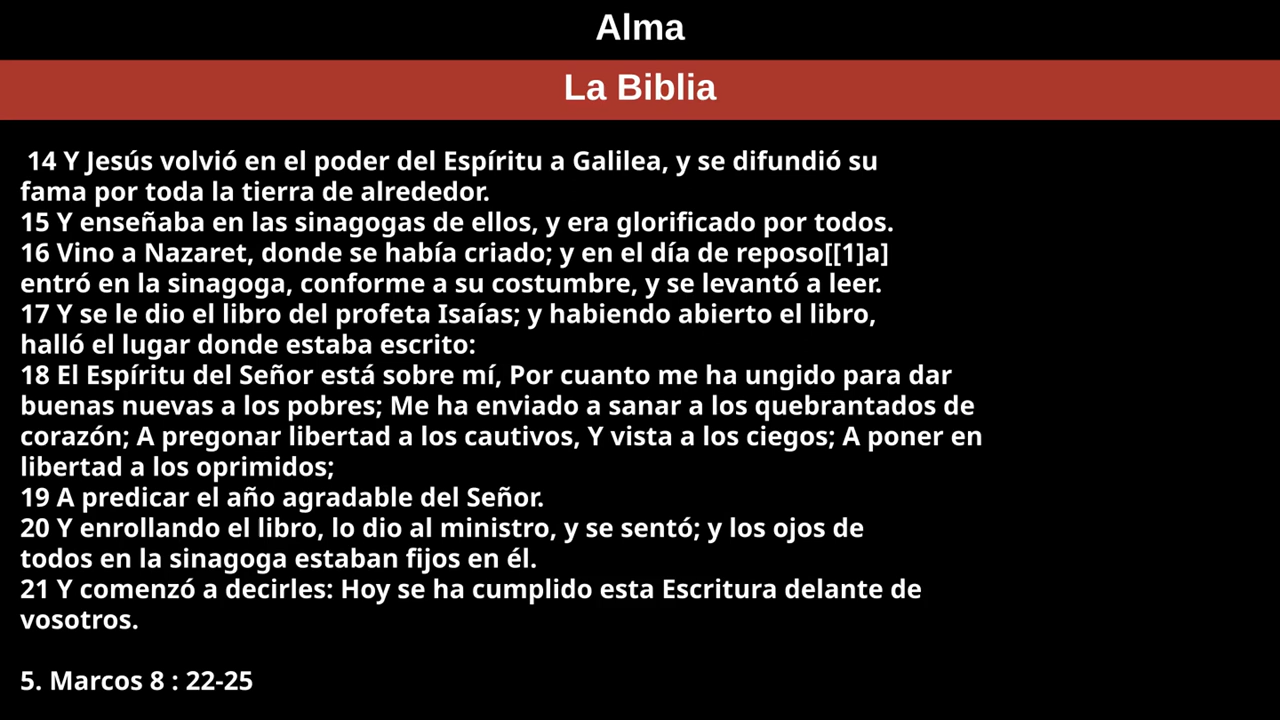 Alma
La Biblia
14 Y Jesús volvió en el poder del Espíritu a Galilea, y se difundió su
fama por toda la tierra de alrededor.
15 Y enseñaba en las sinagogas de ellos, y era glorificado por todos.
16 Vino a Nazaret, donde se había criado; y en el día de reposo[[1]a]
entró en la sinagoga, conforme a su costumbre, y se levantó a leer.
17 Y se le dio el libro del profeta Isaías; y habiendo abierto el libro,
halló el lugar donde estaba escrito:
18 El Espíritu del Señor está sobre mí, Por cuanto me ha ungido para dar
buenas nuevas a los pobres; Me ha enviado a sanar a los quebrantados de
corazón; A pregonar libertad a los cautivos, Y vista a los ciegos; A poner en
libertad a los oprimidos;
19 A predicar el año agradable del Señor.
20 Y enrollando el libro, lo dio al ministro, y se sentó; y los ojos de
todos en la sinagoga estaban fijos en él.
21 Y comenzó a decirles: Hoy se ha cumplido esta Escritura delante de
vosotros.
5. Marcos 8 : 22-25